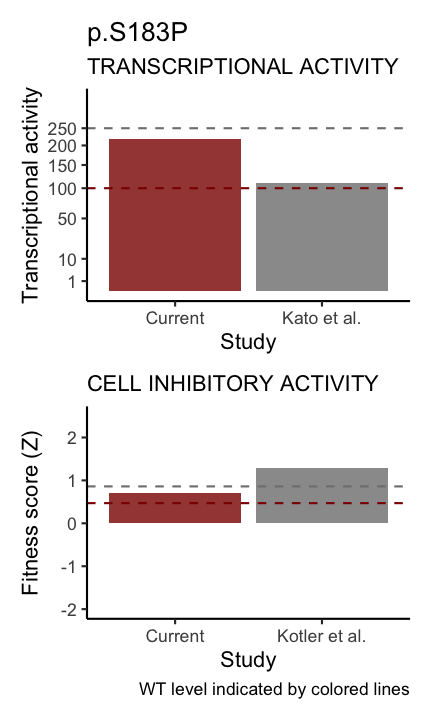 p.S183P
TRANSCRIPTIONAL ACTIVITY
Transcriptional activity
250
200
150
100
50
10
1
Current
Kato et al.
Study
CELL INHIBITORY ACTIVITY
Fitness score (Z)
2
1
0
-1
-2
Current
Kotler et al.
Study
WT level indicated by colored lines